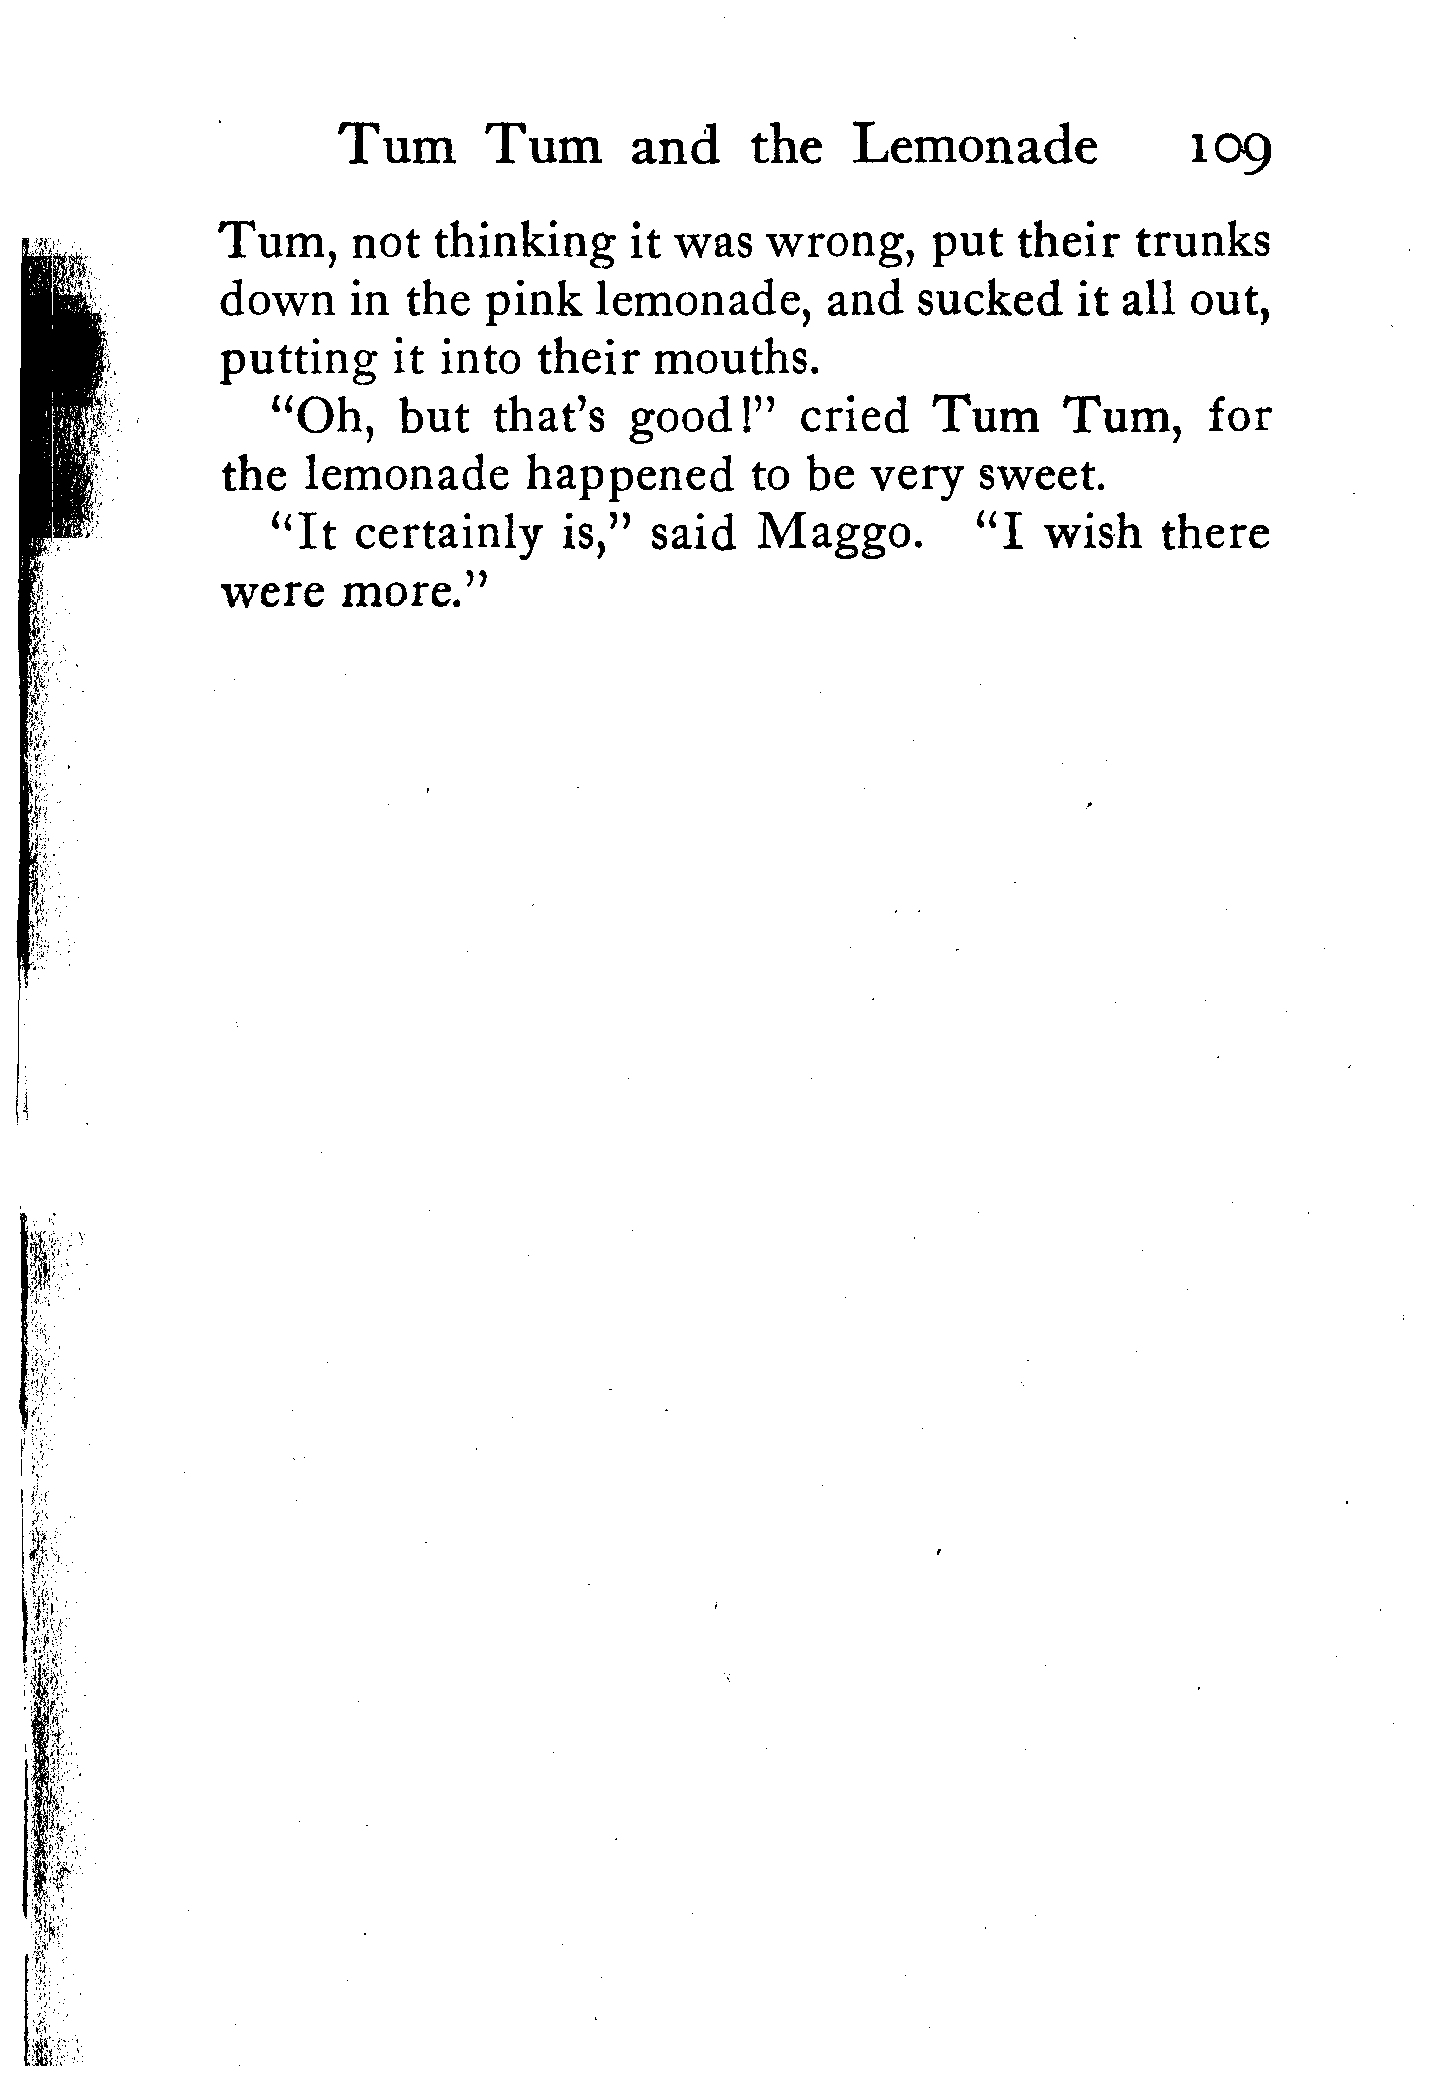 Tum Tum and the Lemonade 109
Tum, not thinking it was wrong, put their trunks
down in the pink lemonade, and sucked it all out,
putting it into their mouths.
"Oh, but that's good!" cried Tum Tum, for
the lemonade happened to be very sweet.
"It certainly is," said Maggo. "I wish there
were more."